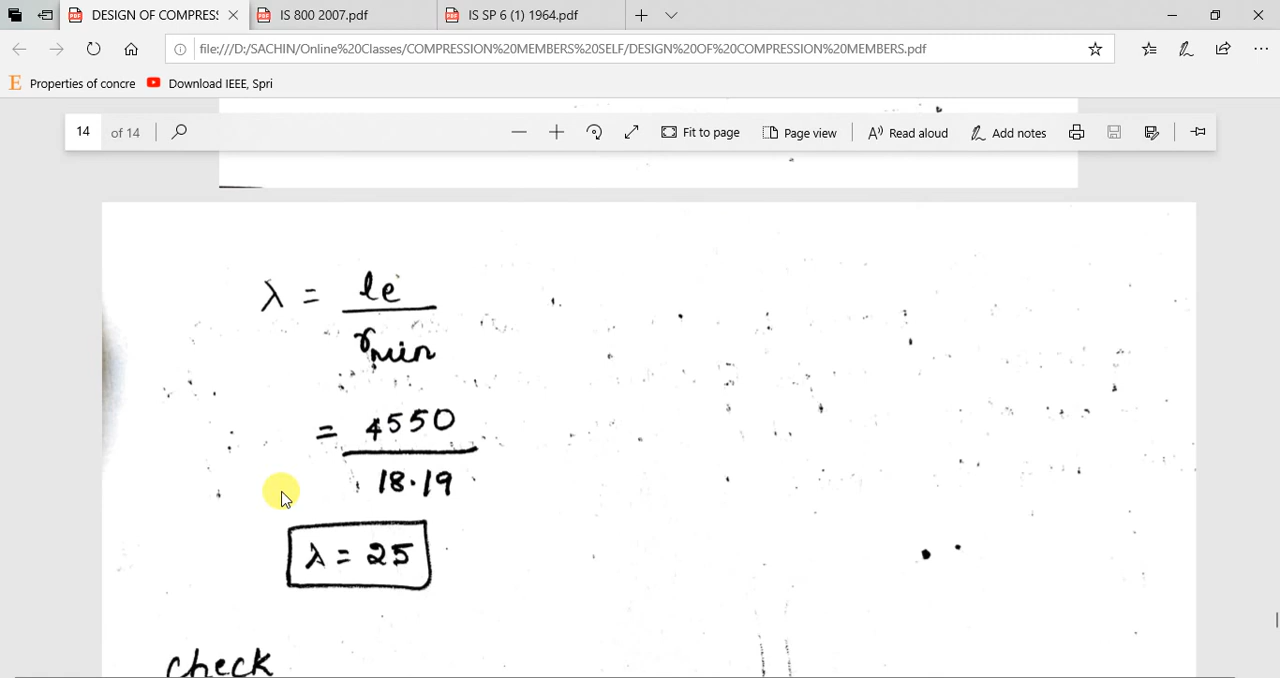 DESIGN OF COMPRESS
IS 800 2007.pdf
IS SP 6 (1) 1964.pdf
file:///D:/SACHIN/Online%20Classes/COMPRESSION%20MEMBERS%20SELF/DESIGN%20OF%20COMPRESSION%20MEMBERS.pdf
E Properties of concre
Download IEEE, Spri
14 of 14
Fit to page
Page view
Read aloud
Add notes
λ = le
rmin
= 4550
18.19
λ = 25
check